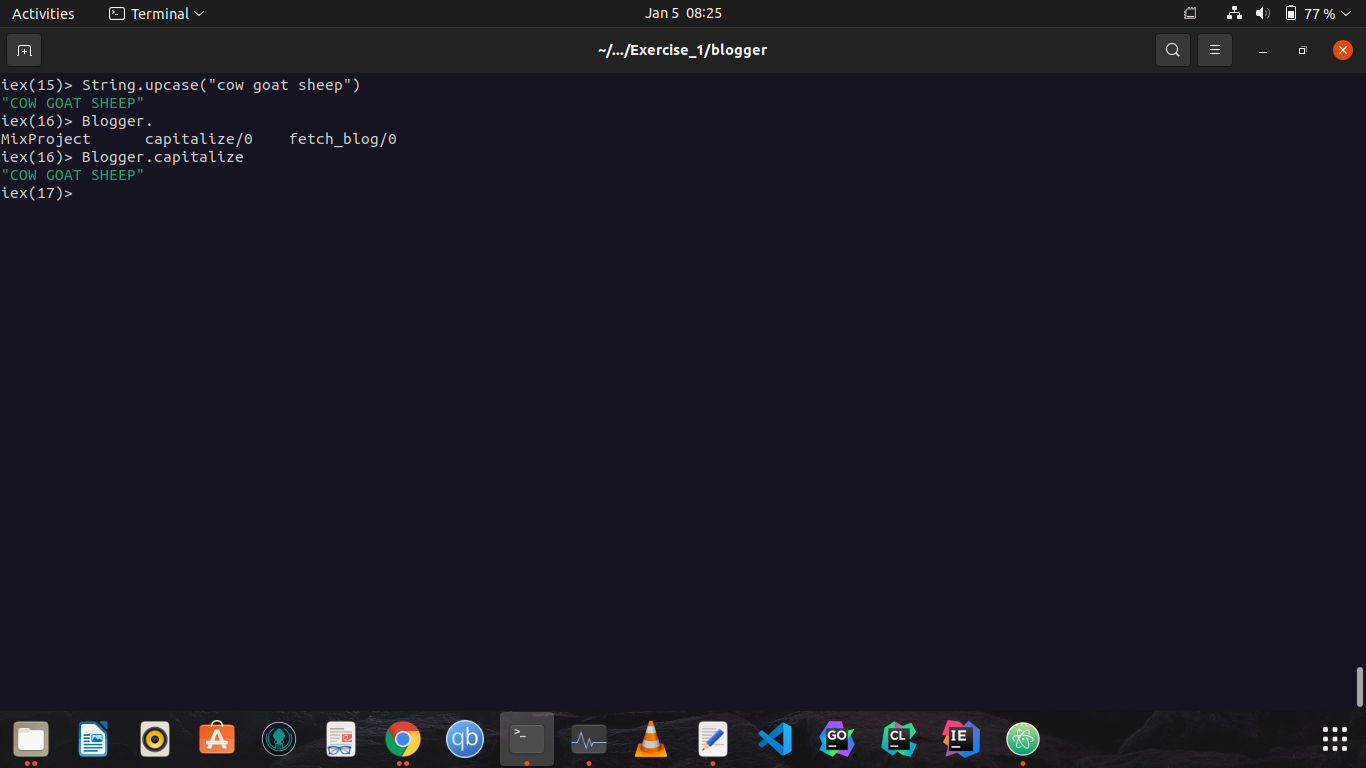 Activities Terminal Jan 5 08:25 77 %
~/.../Exercise_1/blogger
iex(15)> String.upcase("cow goat sheep")
"COW GOAT SHEEP"
iex(16)> Blogger.
MixProject      capitalize/0    fetch_blog/0
iex(16)> Blogger.capitalize
"COW GOAT SHEEP"
iex(17)>
qb >_ GO CL IE